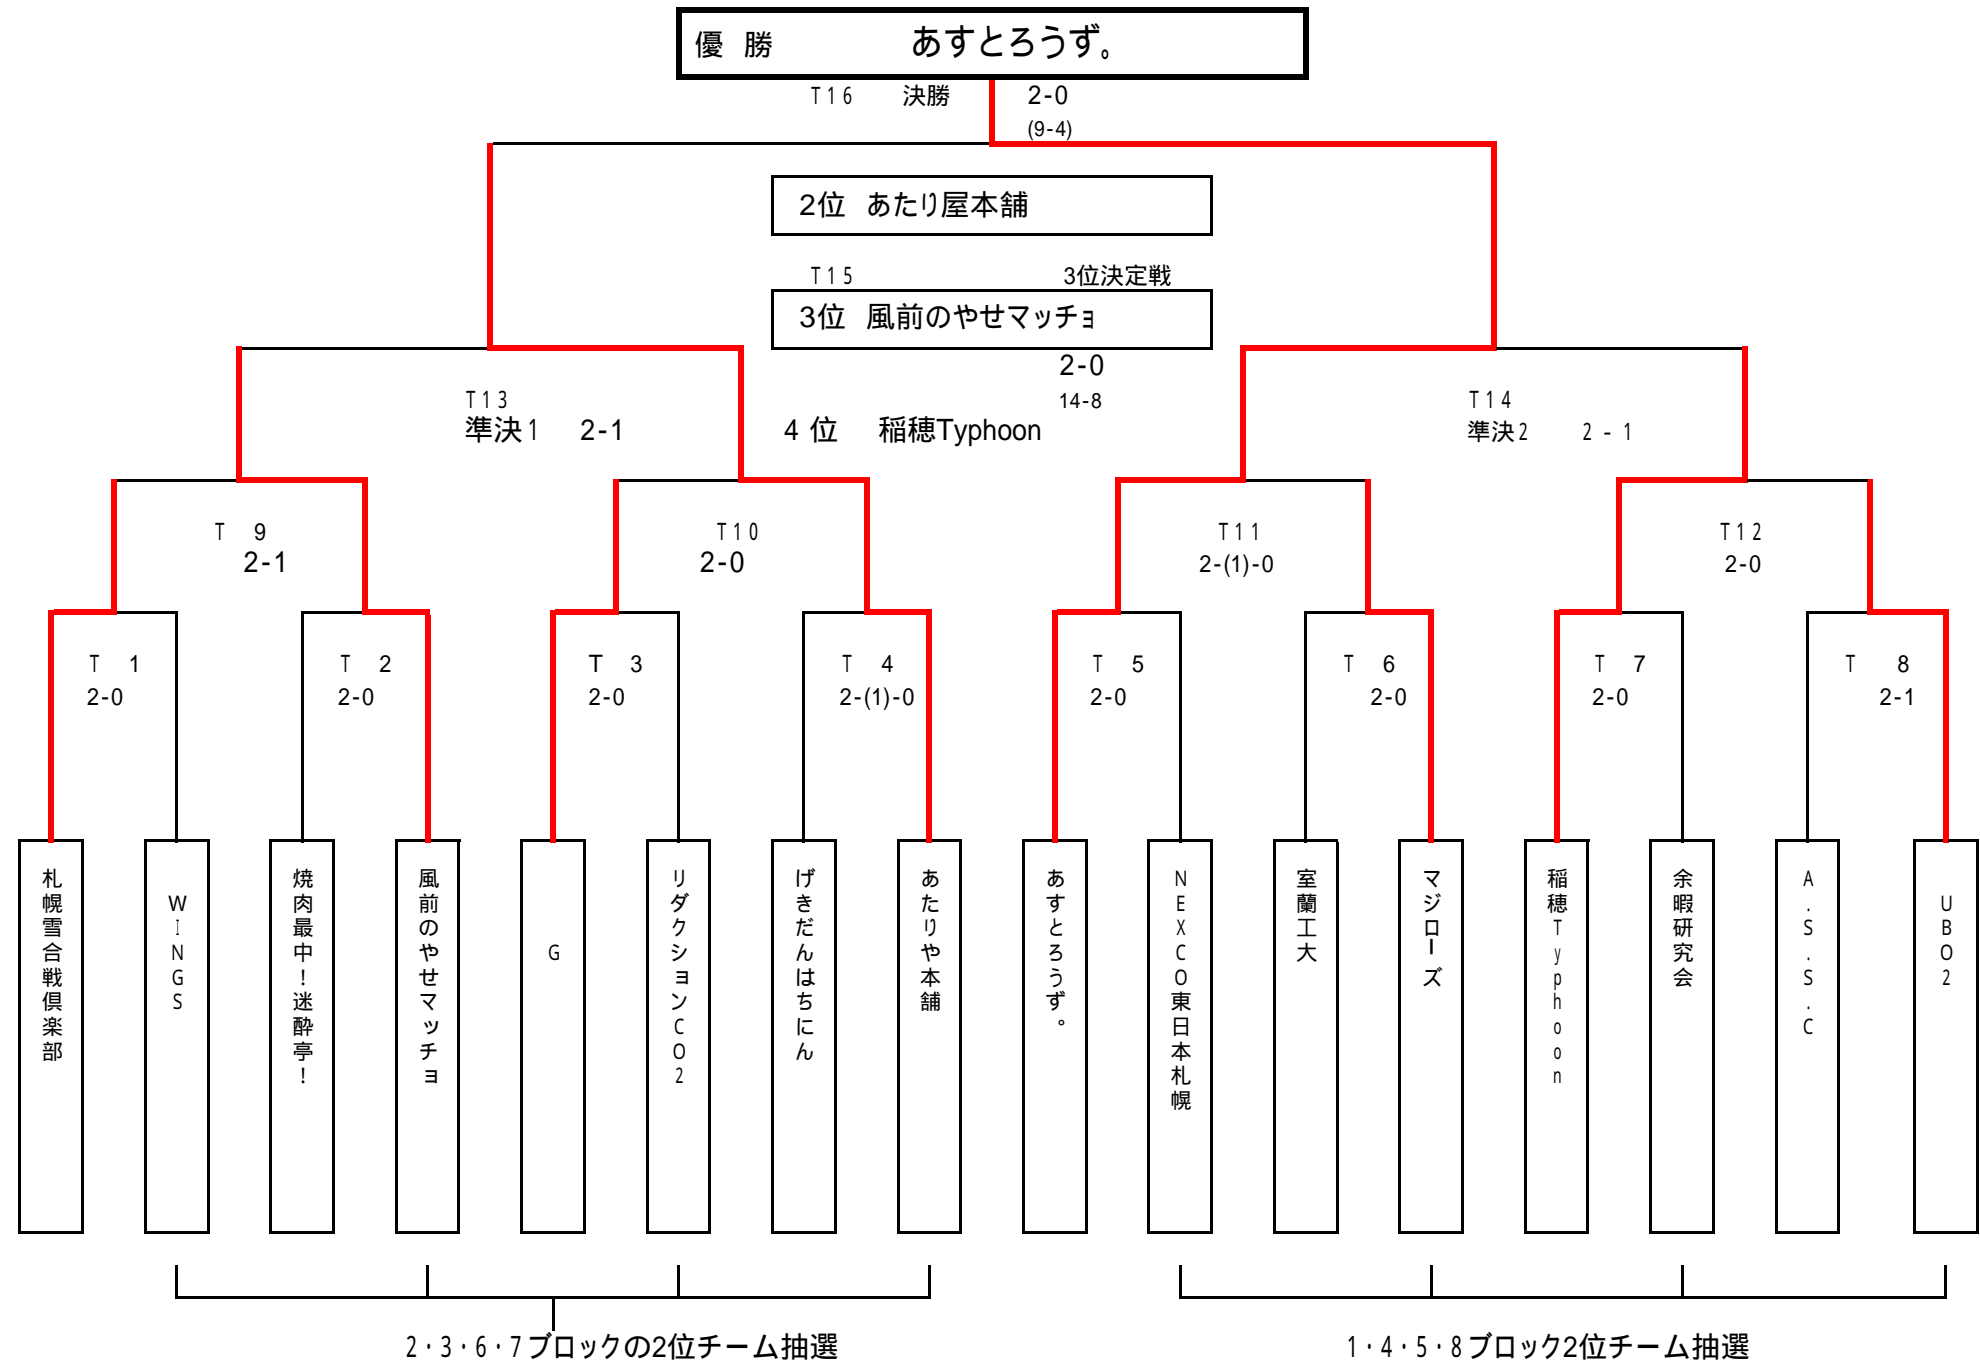 優 勝 あすとろうず。
T16 決勝 2-0
(9-4)
2位 あたり屋本舗
T15 3位決定戦
3位 風前のやせマッチョ
2-0
14-8
T13
準決1 2-1
4 位 稲穂Typhoon
T14
準決2 2-1
T 9
2-1
T10
2-0
T11
2-(1)-0
T12
2-0
T 1
2-0
T 2
2-0
T 3
2-0
T 4
2-(1)-0
T 5
2-0
T 6
2-0
T 7
2-0
T 8
2-1
札幌雪合戦倶楽部
WINGS
焼肉最中!迷酔亭!
風前のやせマッチョ
G
リダクションCO2
げきだんはちにん
あたりや本舗
あすとろうず。
NEXCO東日本札幌
室蘭工大
マジローズ
稲穂Typhoon
余暇研究会
A.S.S.C
UBO2
2・3・6・7ブロックの2位チーム抽選
1・4・5・8ブロック2位チーム抽選